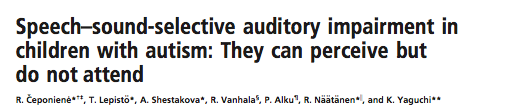 Speech–sound-selective auditory impairment in
children with autism: They can perceive but
do not attend
R. Čeponienė*†‡, T. Lepistö*, A. Shestakova*, R. Vanhala§, P. Alku¶, R. Näätänen*‖, and K. Yaguchi**